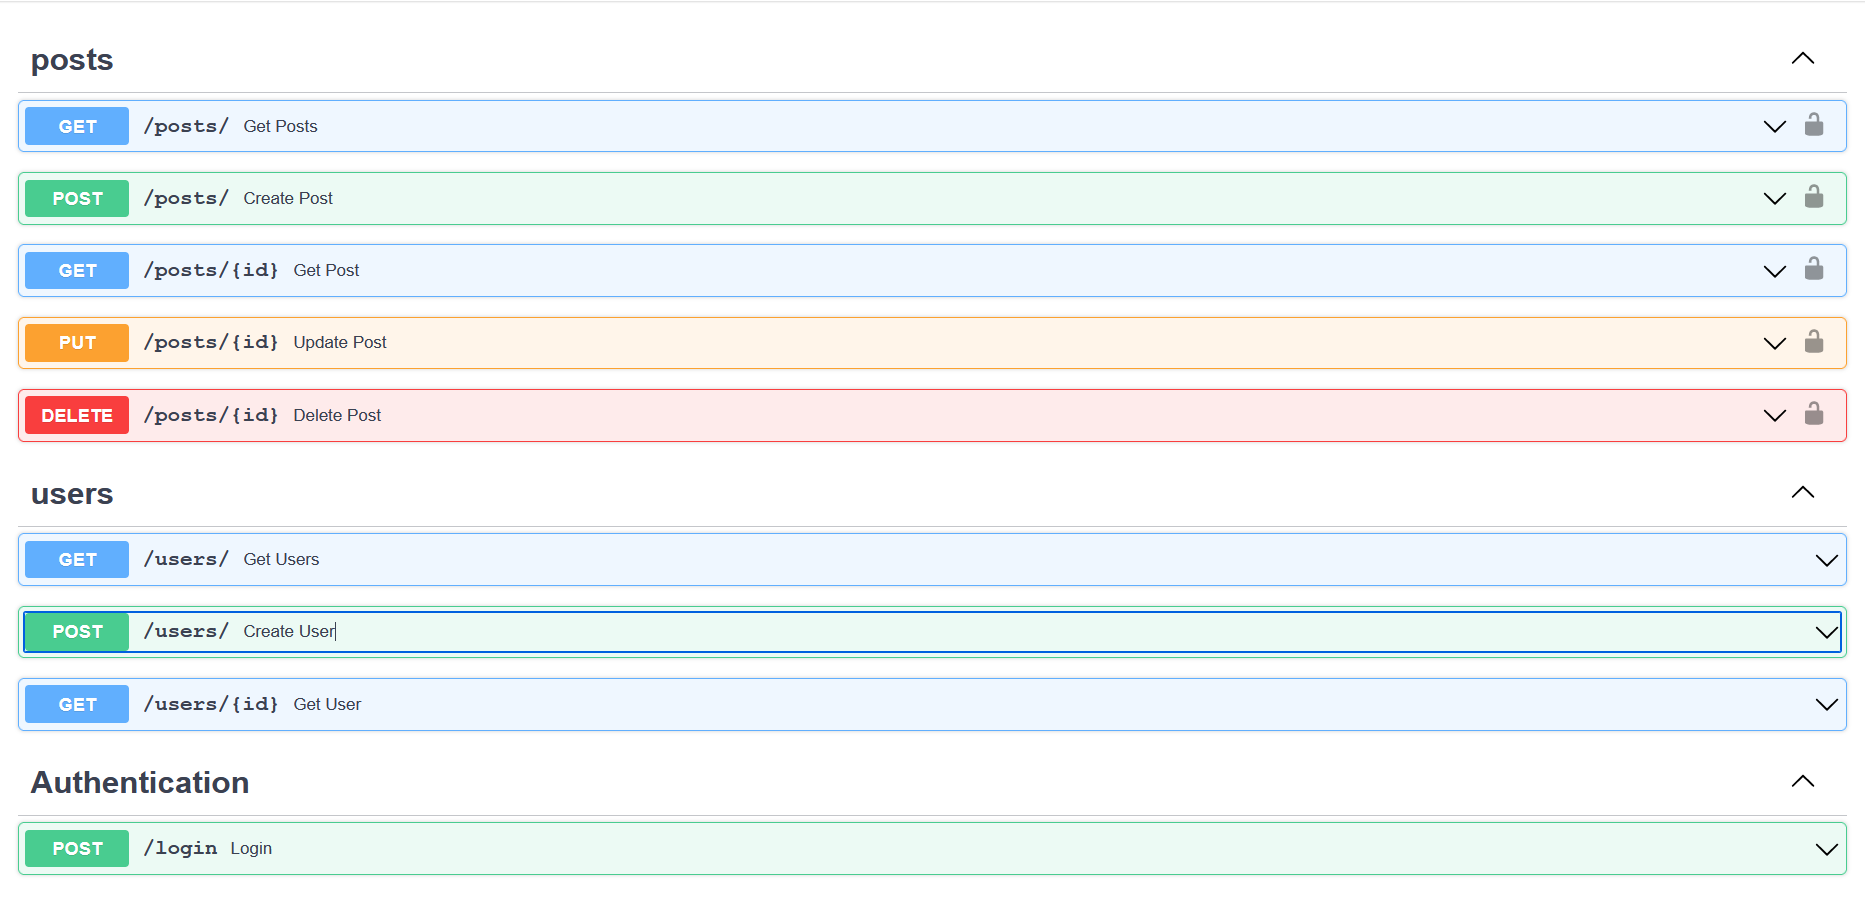 posts
GET /posts/ Get Posts
POST /posts/ Create Post
GET /posts/{id} Get Post
PUT /posts/{id} Update Post
DELETE /posts/{id} Delete Post
users
GET /users/ Get Users
POST /users/ Create User
GET /users/{id} Get User
Authentication
POST /login Login